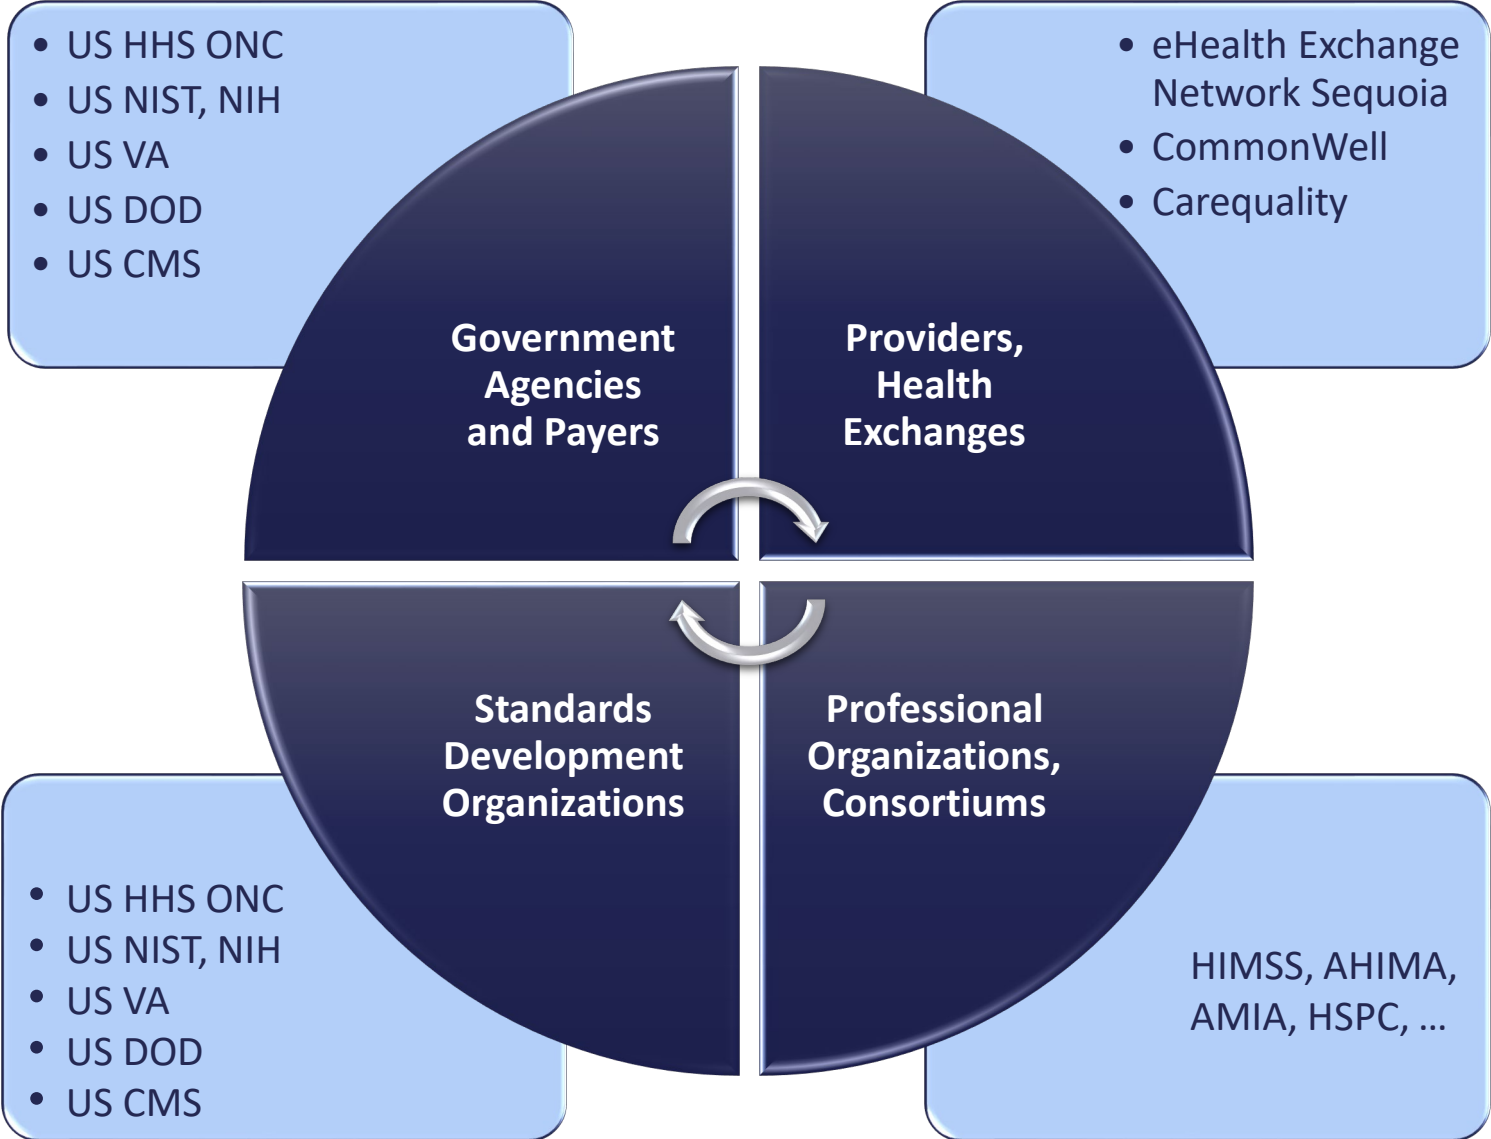 • US HHS ONC
• US NIST, NIH
• US VA
• US DOD
• US CMS
• eHealth Exchange
Network Sequoia
• CommonWell
• Carequality
Government
Agencies
and Payers
Providers,
Health
Exchanges
Standards
Development
Organizations
Professional
Organizations,
Consortiums
• US HHS ONC
• US NIST, NIH
• US VA
• US DOD
• US CMS
HIMSS, AHIMA,
AMIA, HSPC, ...